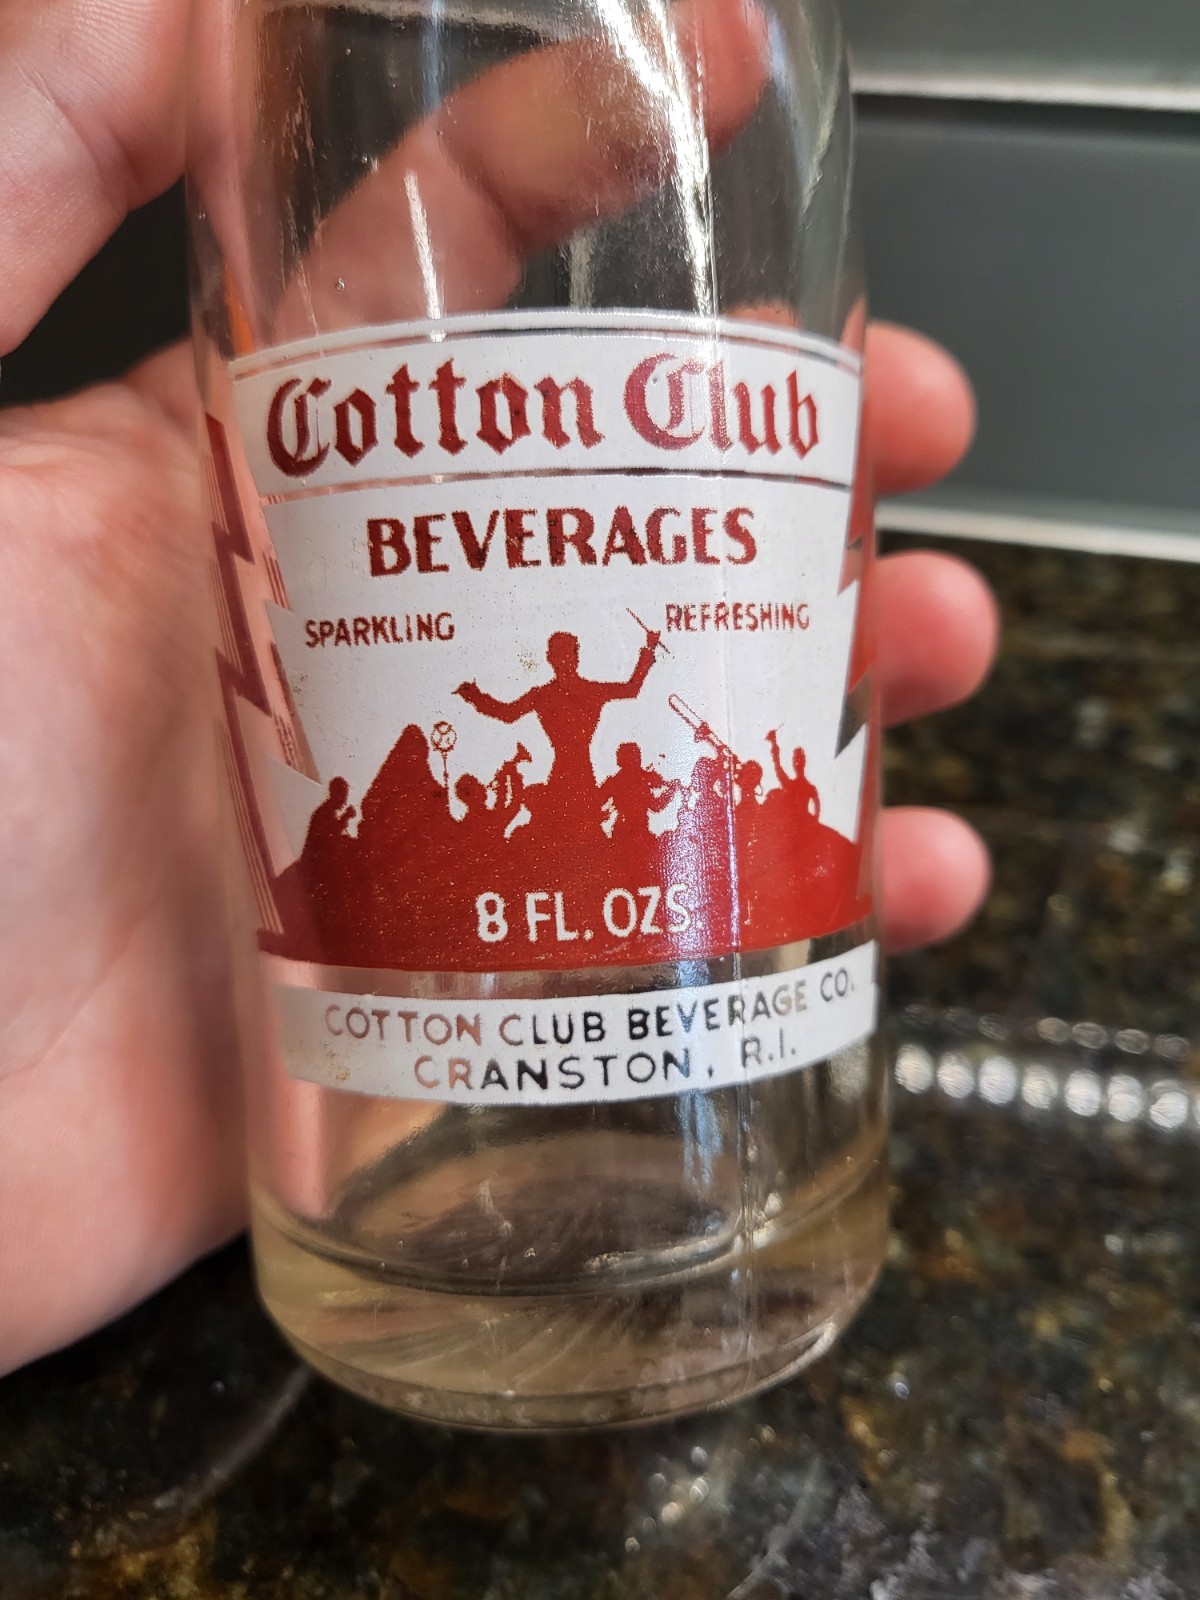 Cotton Club
BEVERAGES
SPARKLING REFRESHING
8 FL. OZS
COTTON CLUB BEVERAGE CO.
CRANSTON, R.I.